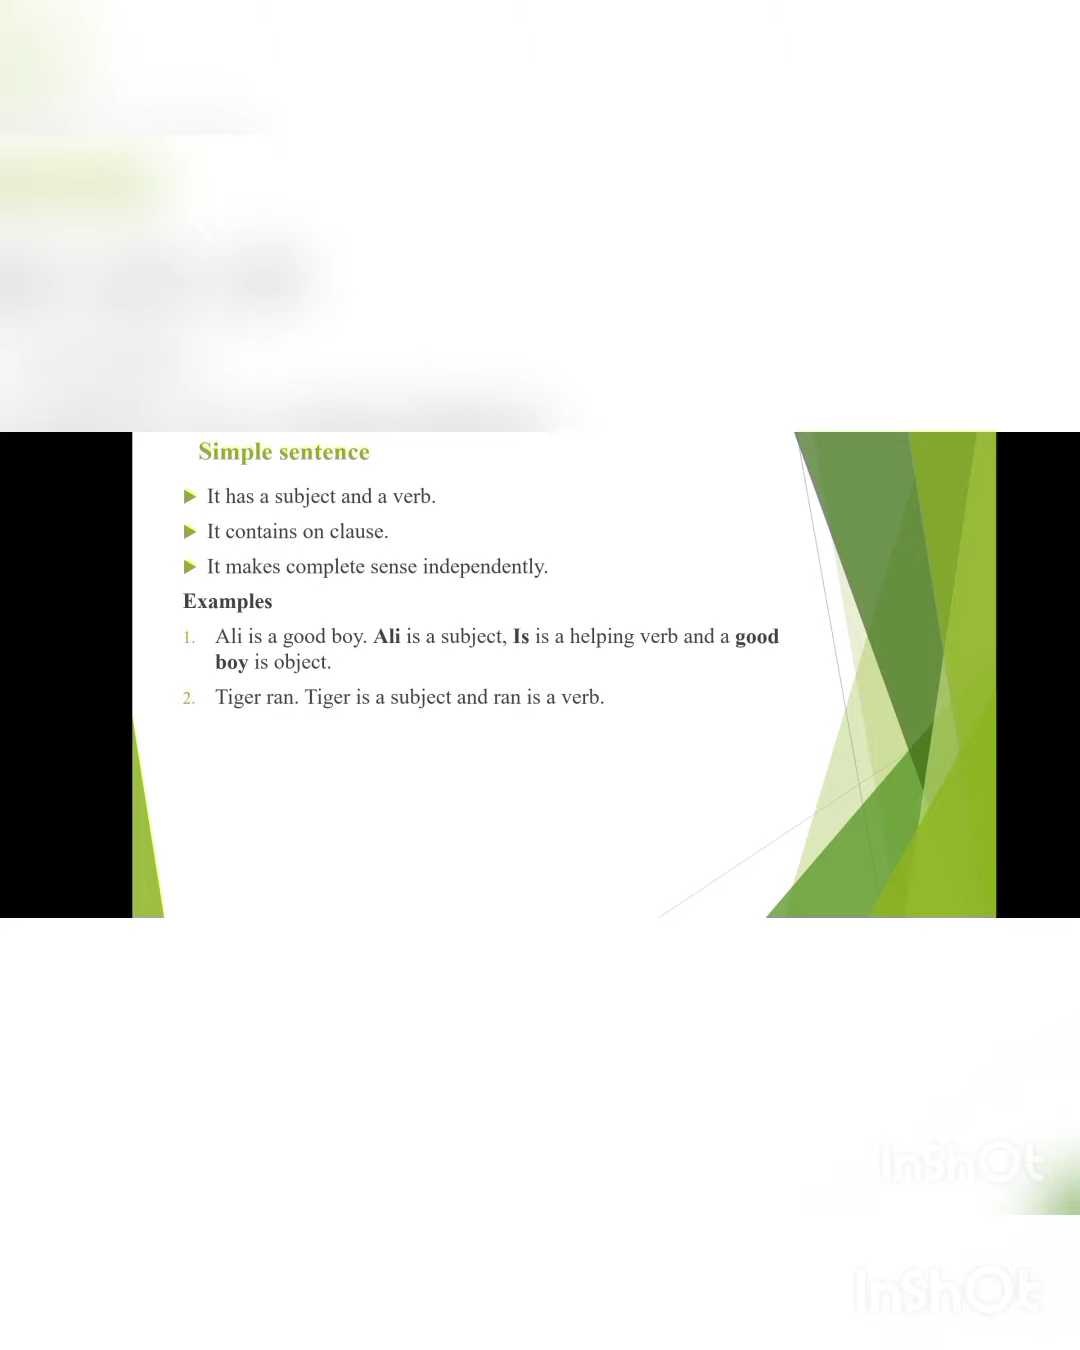 Simple sentence
It has a subject and a verb.
It contains on clause.
It makes complete sense independently.
Examples
1. Ali is a good boy. Ali is a subject, Is is a helping verb and a good
boy is object.
2. Tiger ran. Tiger is a subject and ran is a verb.
InShOt
InShOt